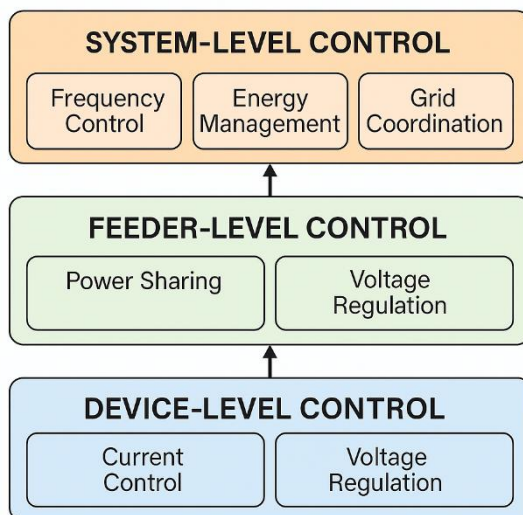 SYSTEM-LEVEL CONTROL
Frequency
Control
Energy
Management
Grid
Coordination
FEEDER-LEVEL CONTROL
Power Sharing
Voltage
Regulation
DEVICE-LEVEL CONTROL
Current
Control
Voltage
Regulation